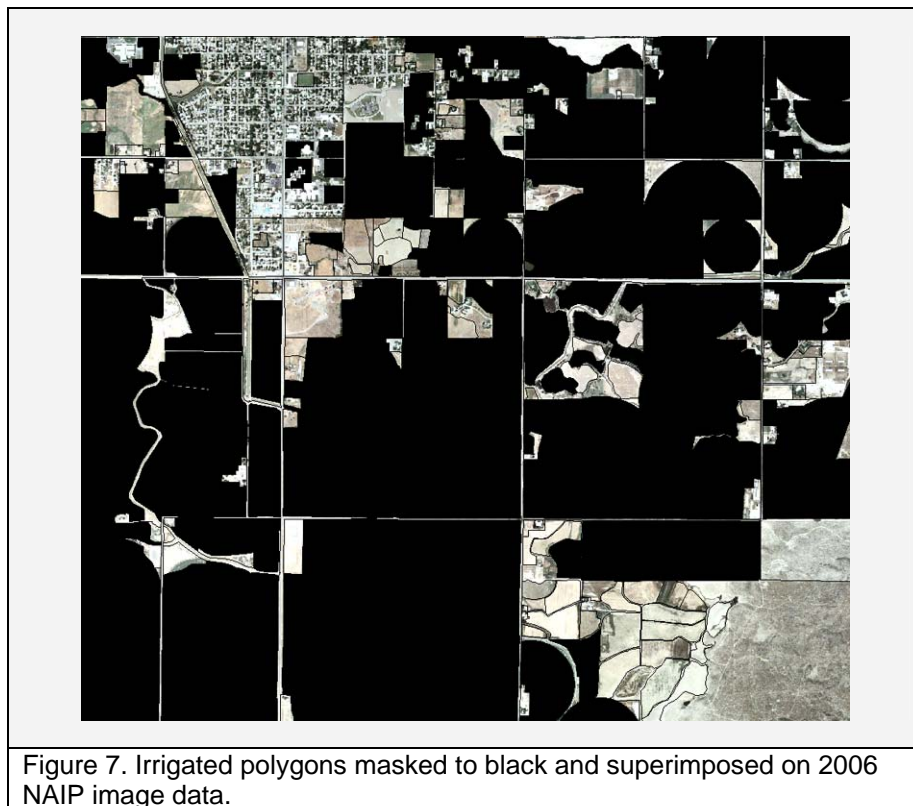 Figure 7. Irrigated polygons masked to black and superimposed on 2006
NAIP image data.